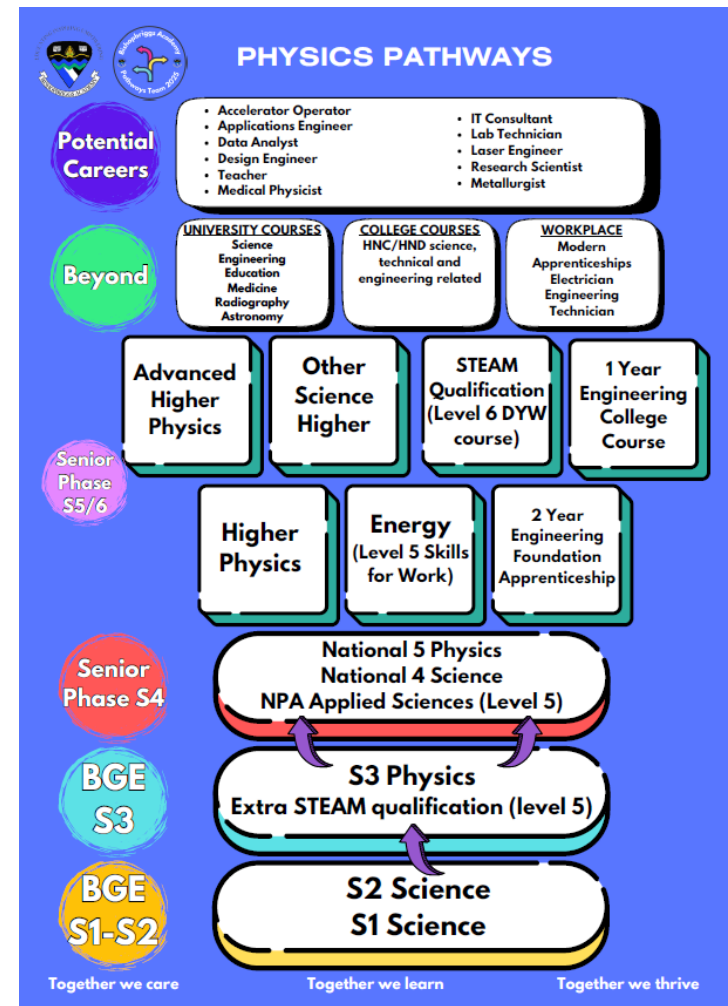 PHYSICS PATHWAYS
Bishopbriggs Academy
Pathways Team 2025
Potential
Careers
• Accelerator Operator
• Applications Engineer
• Data Analyst
• Design Engineer
• Teacher
• Medical Physicist
• IT Consultant
• Lab Technician
• Laser Engineer
• Research Scientist
• Metallurgist
Beyond
UNIVERSITY COURSES
Science
Engineering
Education
Medicine
Radiography
Astronomy
COLLEGE COURSES
HNC/HND science,
technical and
engineering related
WORKPLACE
Modern
Apprenticeships
Electrician
Engineering
Technician
Senior
Phase
S5/6
Advanced
Higher
Physics
Other
Science
Higher
STEAM
Qualification
(Level 6 DYW
course)
1 Year
Engineering
College
Course
Higher
Physics
Energy
(Level 5 Skills
for Work)
2 Year
Engineering
Foundation
Apprenticeship
Senior
Phase S4
National 5 Physics
National 4 Science
NPA Applied Sciences (Level 5)
BGE
S3
S3 Physics
Extra STEAM qualification (level 5)
BGE
S1-S2
S2 Science
S1 Science
Together we care
Together we learn
Together we thrive